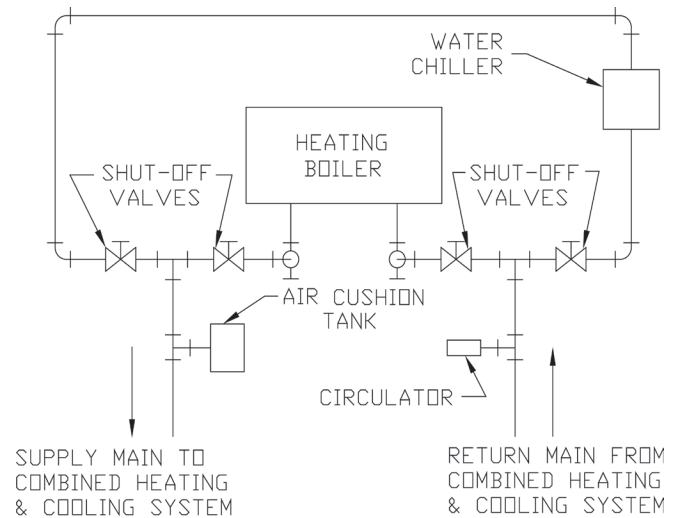 WATER
CHILLER
HEATING
BOILER
SHUT-OFF
VALVES
SHUT-OFF
VALVES
AIR CUSHION
TANK
CIRCULATOR
SUPPLY MAIN TO
COMBINED HEATING
& COOLING SYSTEM
RETURN MAIN FROM
COMBINED HEATING
& COOLING SYSTEM